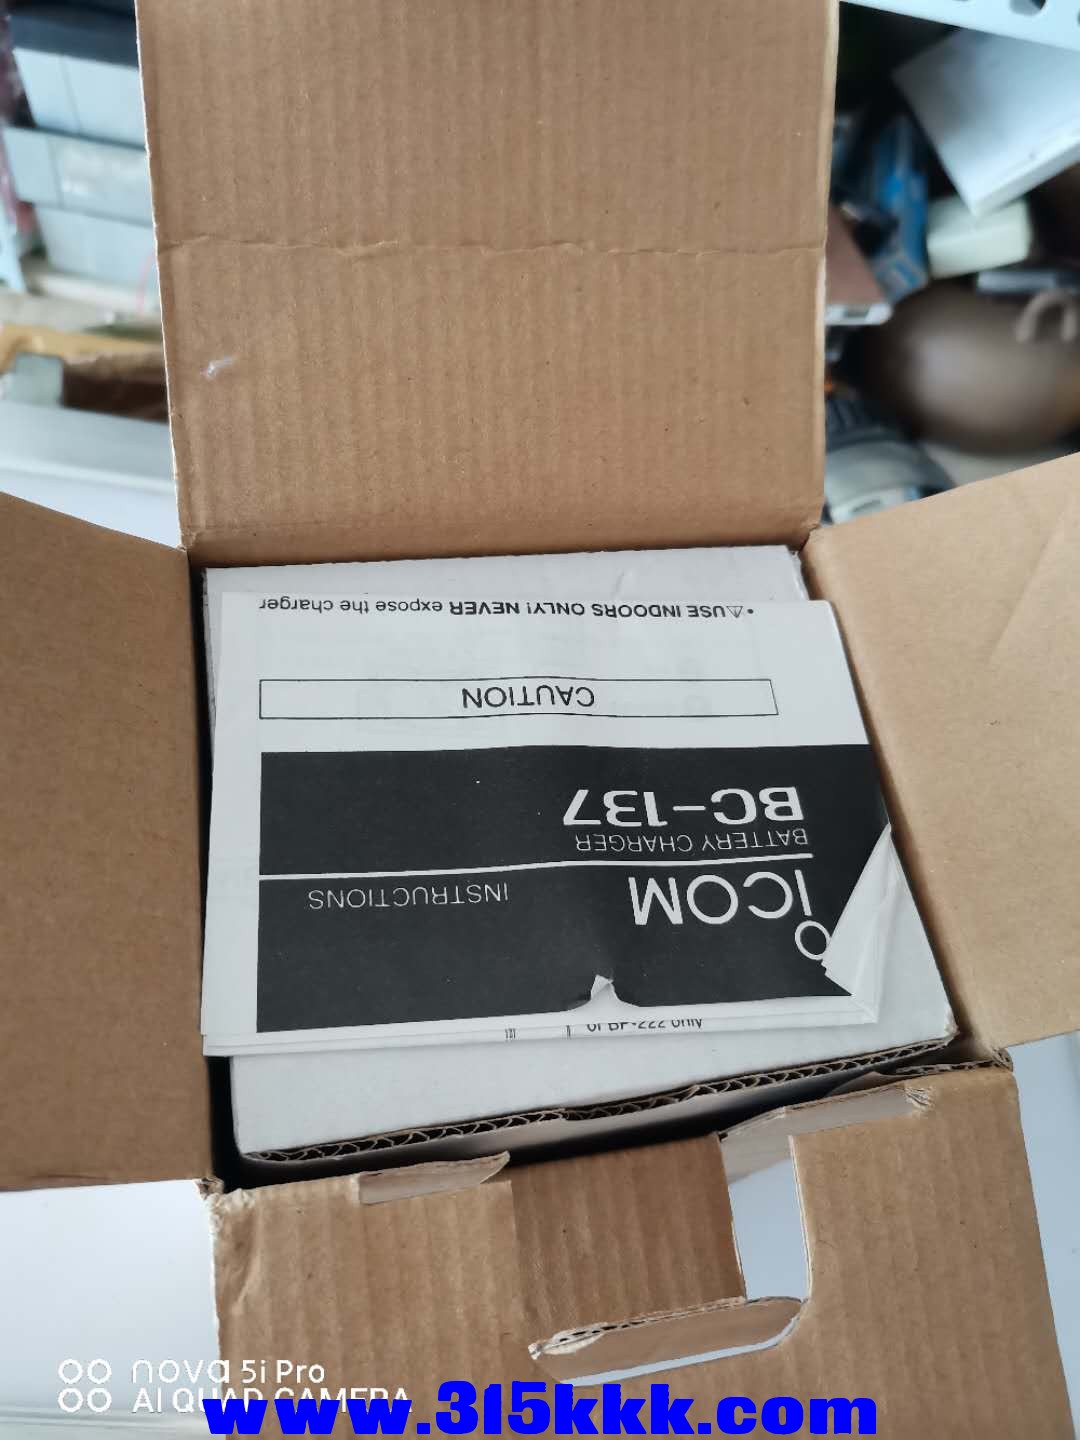 iCOM
INSTRUCTIONS
BATTERY CHARGER
BC-137
CAUTION
• ⚠USE INDOORS ONLY! NEVER expose the charger
nova 5i Pro
AI QUAD CAMERA
www.315kkk.com